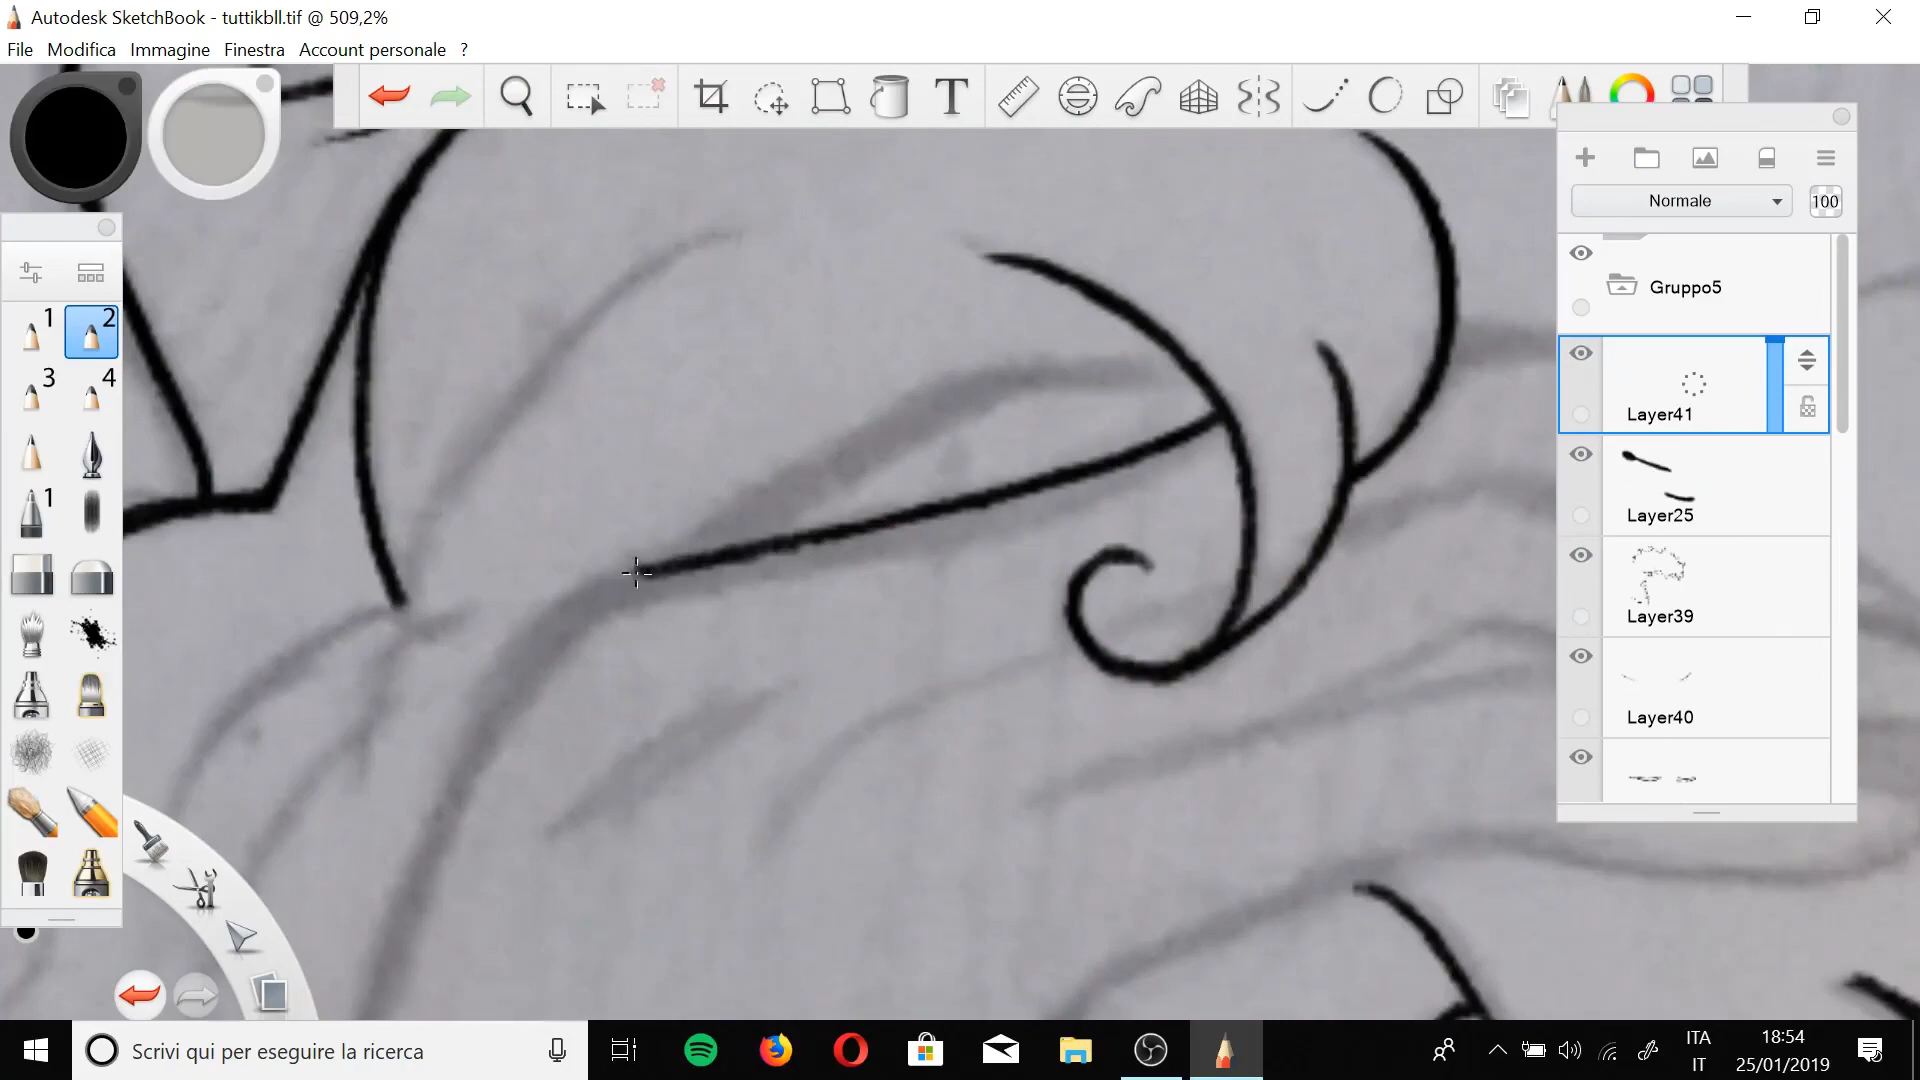 Autodesk SketchBook - tuttikbll.tif @ 509,2%
File Modifica Immagine Finestra Account personale ?
T
Normale 100
Gruppo5
Layer41
Layer25
Layer39
Layer40
1 2
3 4
1
Scrivi qui per eseguire la ricerca
ITA
IT
18:54
25/01/2019